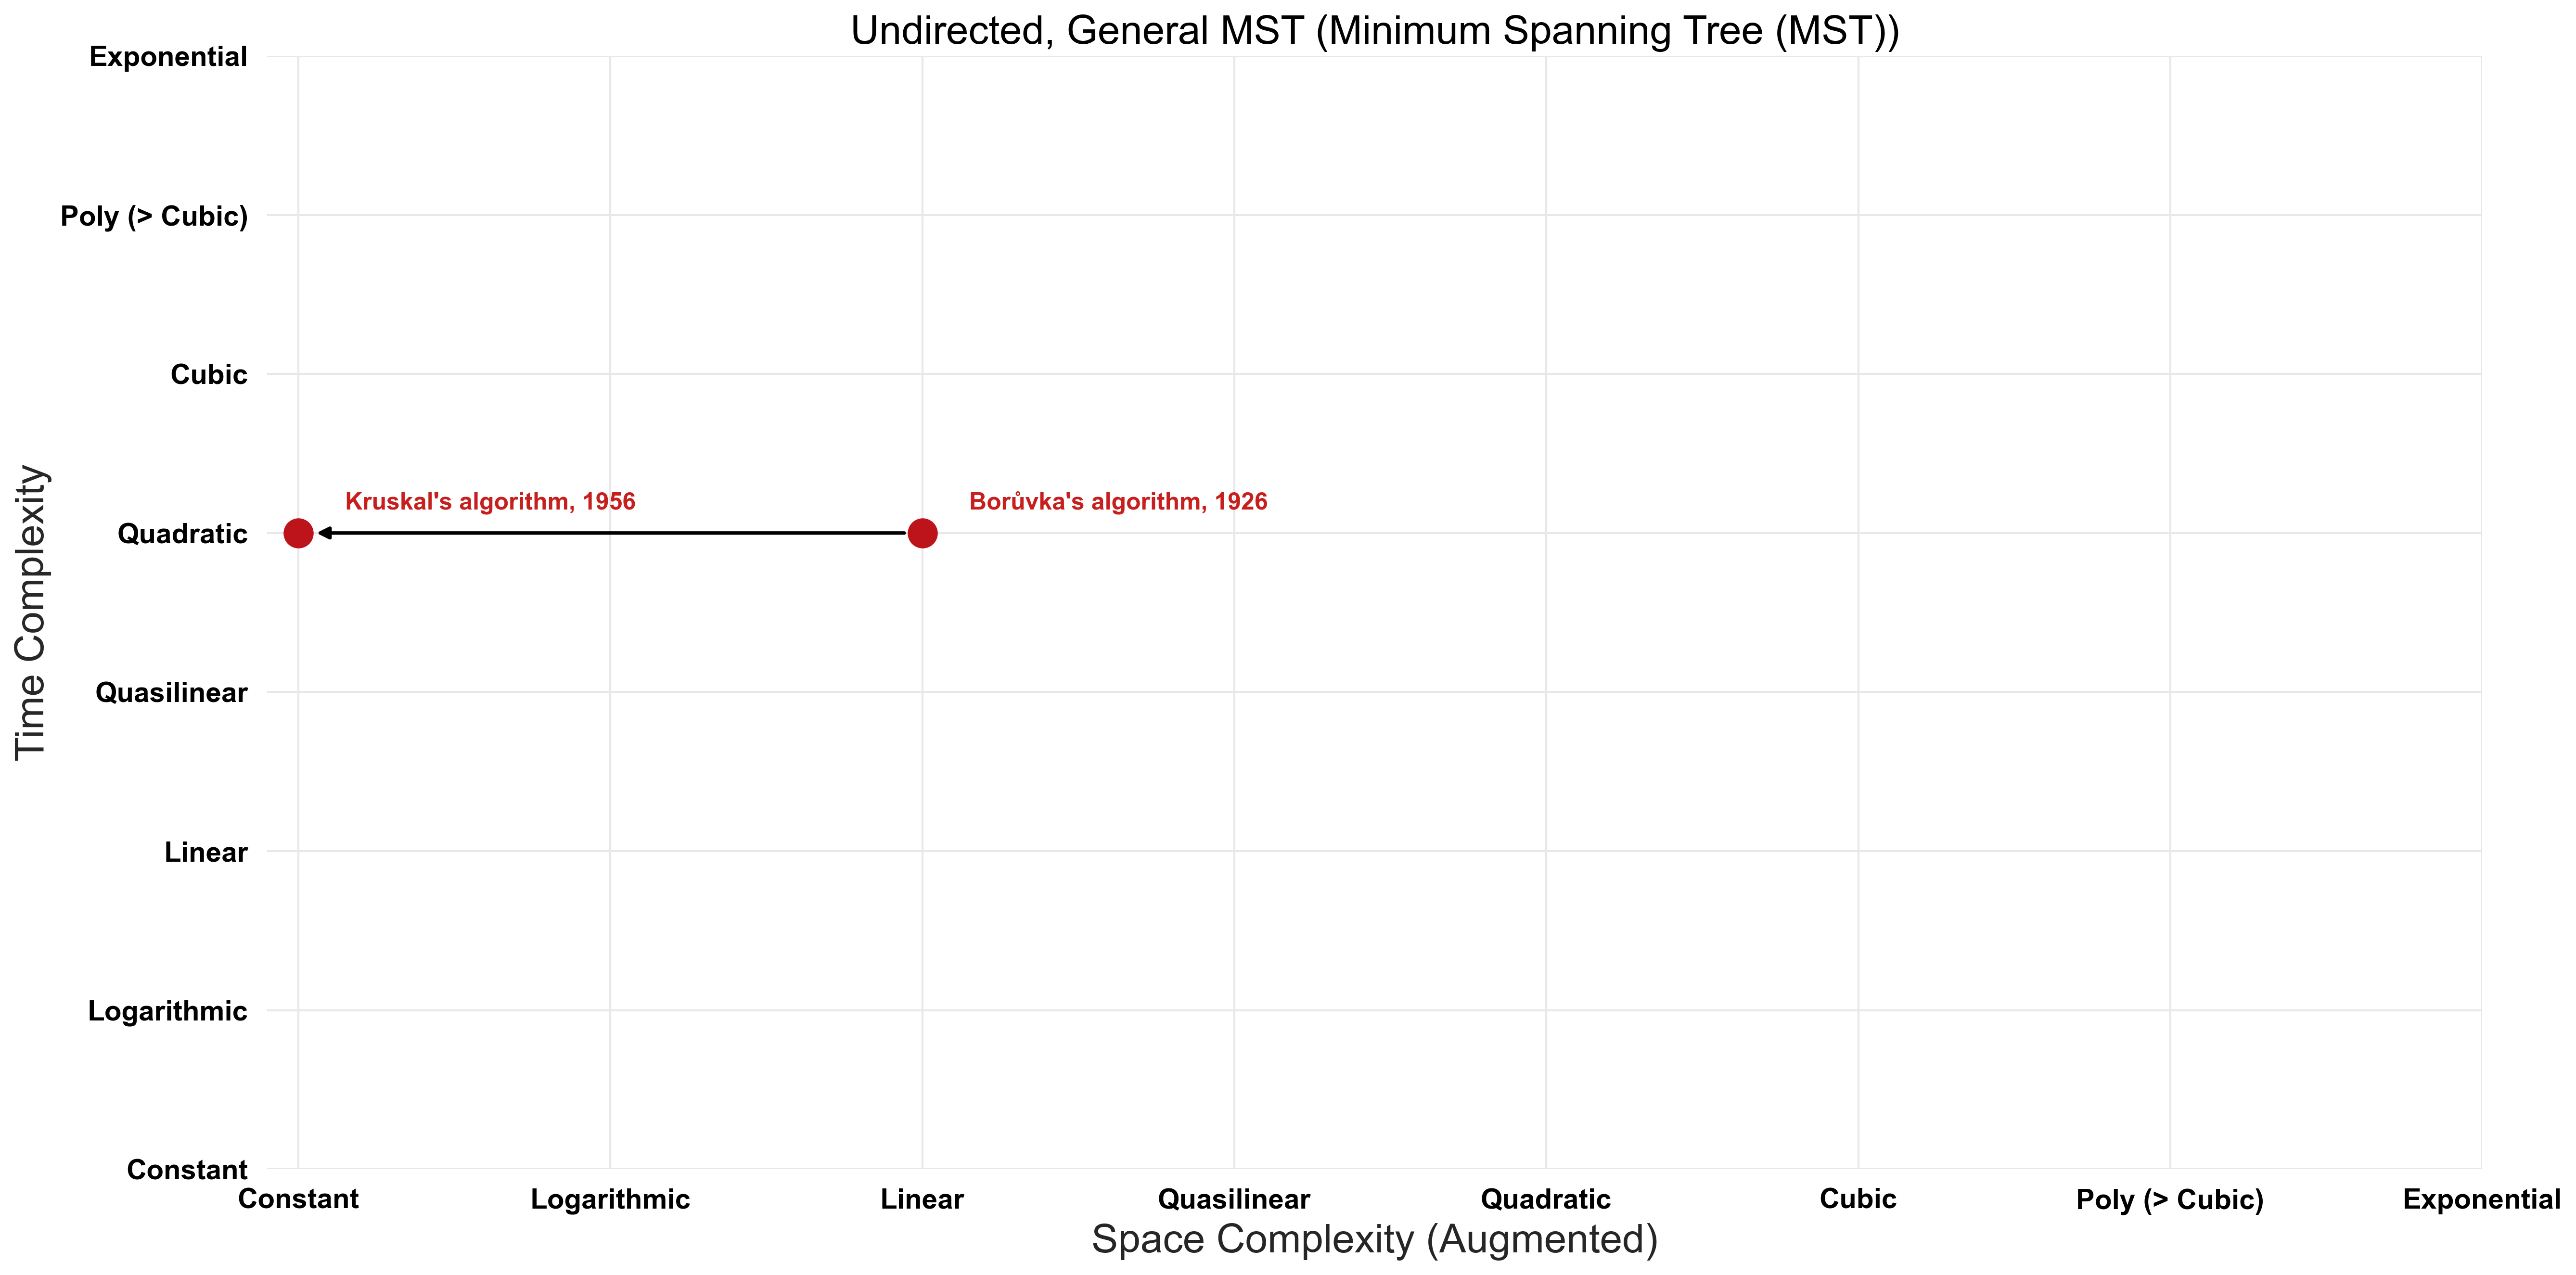 Undirected, General MST (Minimum Spanning Tree (MST))
Exponential
Poly (> Cubic)
Cubic
Quadratic
Quasilinear
Linear
Logarithmic
Constant
Time Complexity
Kruskal's algorithm, 1956
Borůvka's algorithm, 1926
Constant
Logarithmic
Linear
Quasilinear
Quadratic
Cubic
Poly (> Cubic)
Exponential
Space Complexity (Augmented)